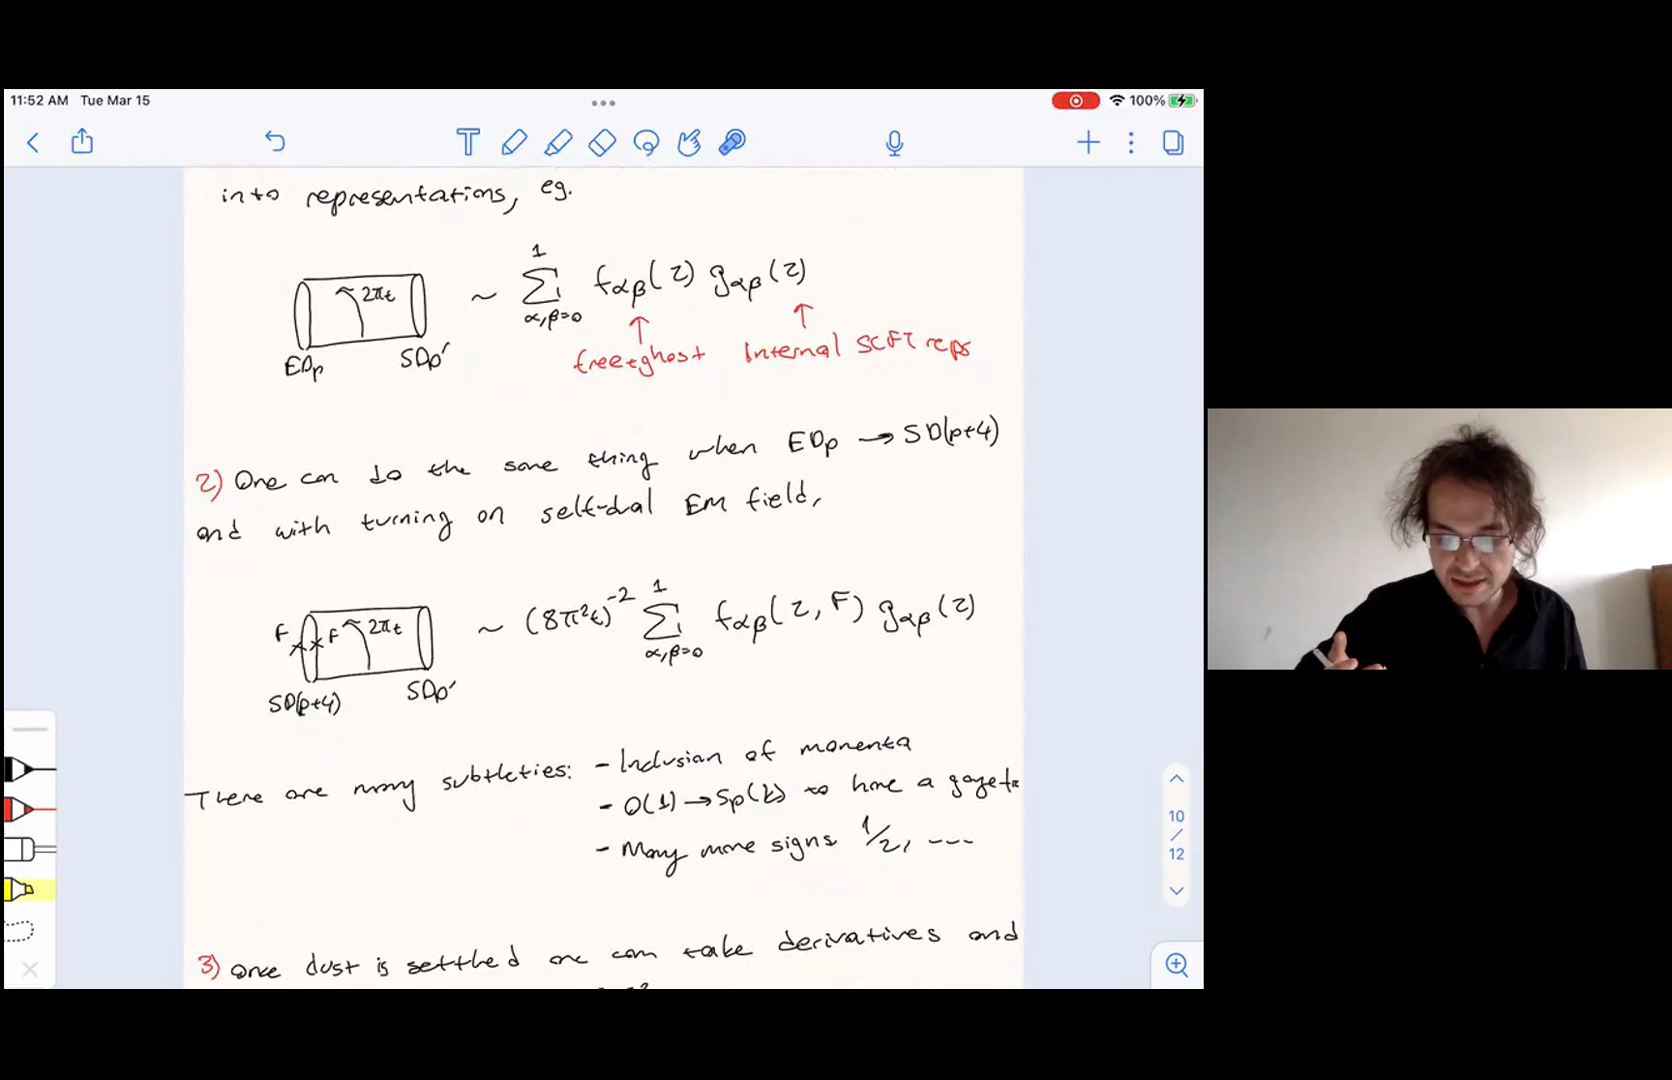 11:52 AM Tue Mar 15
100%
into representations, eg.
2πt
EDp SDp'
~ 1 Σ α,β=0 fαβ(z) gαβ(z)
free+ghost Internal SCFT reps
2) One can do the same thing when EDp → SD(p+4)
and with turning on self-dual EM field,
F F 2πt
SD(p+4) SDp'
~ (8π²t)⁻² 1 Σ α,β=0 fαβ(z, F) gαβ(z)
There are many subtleties: - Inclusion of momenta
- O(1) → Sp(k) to have a gauge
- Many more signs 1/2, ----
3) Once dust is settled one can take derivatives and
10
/
12